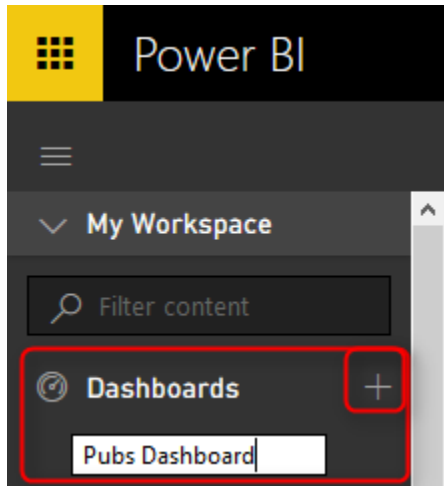 Power BI
My Workspace
Filter content
Dashboards
Pubs Dashboard